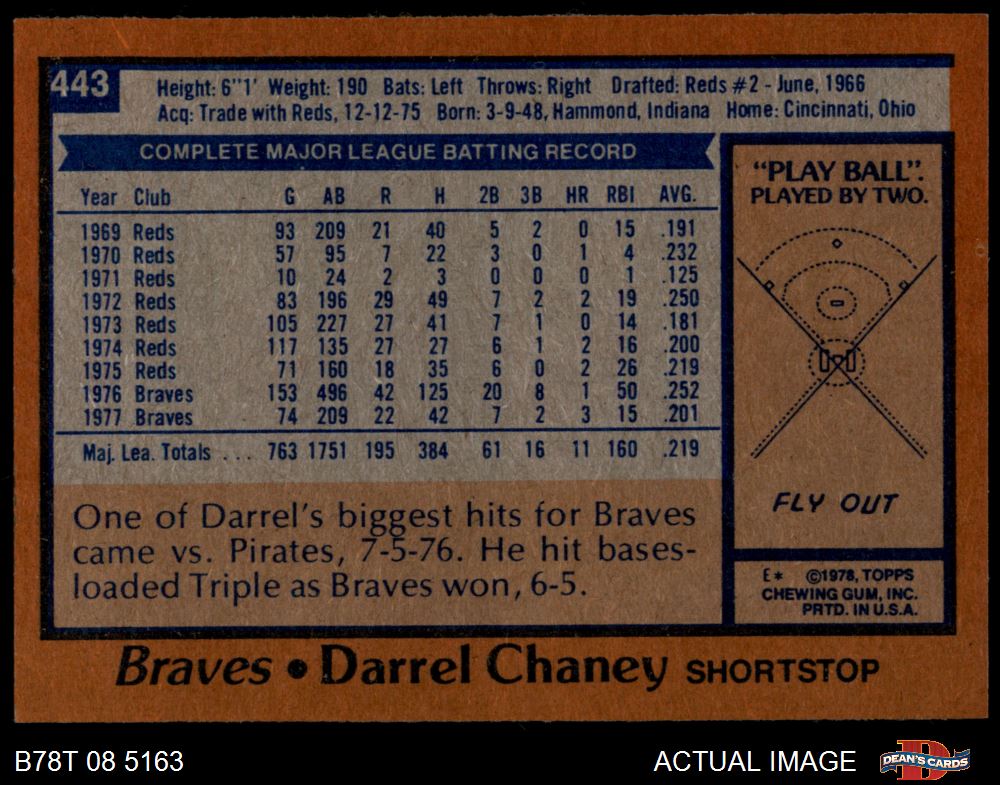 443
Height: 6"1' Weight: 190 Bats: Left Throws: Right Drafted: Reds #2 - June, 1966
Acq: Trade with Reds, 12-12-75 Born: 3-9-48, Hammond, Indiana Home: Cincinnati, Ohio
COMPLETE MAJOR LEAGUE BATTING RECORD
Year Club G AB R H 2B 3B HR RBI AVG.
1969 Reds 93 209 21 40 5 2 0 15 .191
1970 Reds 57 95 7 22 3 0 1 4 .232
1971 Reds 10 24 2 3 0 0 0 1 .125
1972 Reds 83 196 29 49 7 2 2 19 .250
1973 Reds 105 227 27 41 7 1 0 14 .181
1974 Reds 117 135 27 27 6 1 2 16 .200
1975 Reds 71 160 18 35 6 0 2 26 .219
1976 Braves 153 496 42 125 20 8 1 50 .252
1977 Braves 74 209 22 42 7 2 3 15 .201
Maj. Lea. Totals . . . 763 1751 195 384 61 16 11 160 .219
One of Darrel's biggest hits for Braves
came vs. Pirates, 7-5-76. He hit bases-
loaded Triple as Braves won, 6-5.
"PLAY BALL".
PLAYED BY TWO.
FLY OUT
E* ©1978, TOPPS
CHEWING GUM, INC.
PRTD. IN U.S.A.
Braves • Darrel Chaney SHORTSTOP
B78T 08 5163
ACTUAL IMAGE
D
DEAN'S CARDS